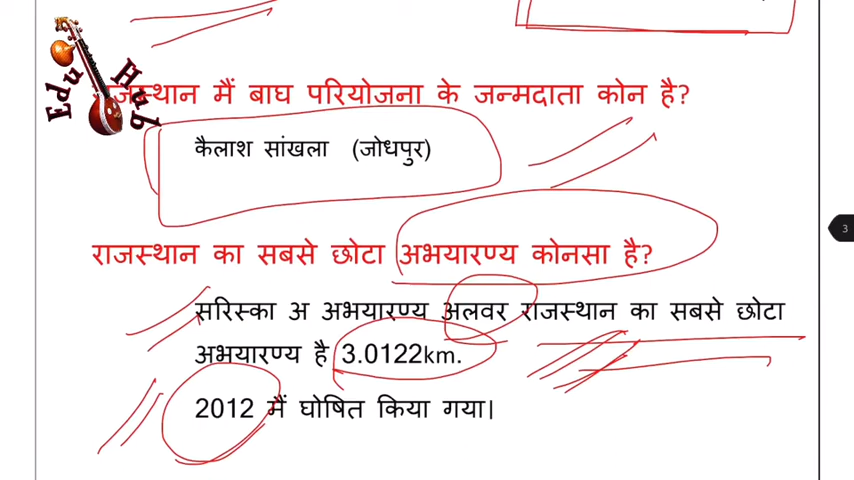 Edu Hub
राजस्थान मैं बाघ परियोजना के जन्मदाता कोन है?
कैलाश सांखला (जोधपुर)
राजस्थान का सबसे छोटा अभयारण्य कोनसा है?
3
सरिस्का अ अभयारण्य अलवर राजस्थान का सबसे छोटा
अभयारण्य है 3.0122km.
2012 मैं घोषित किया गया।